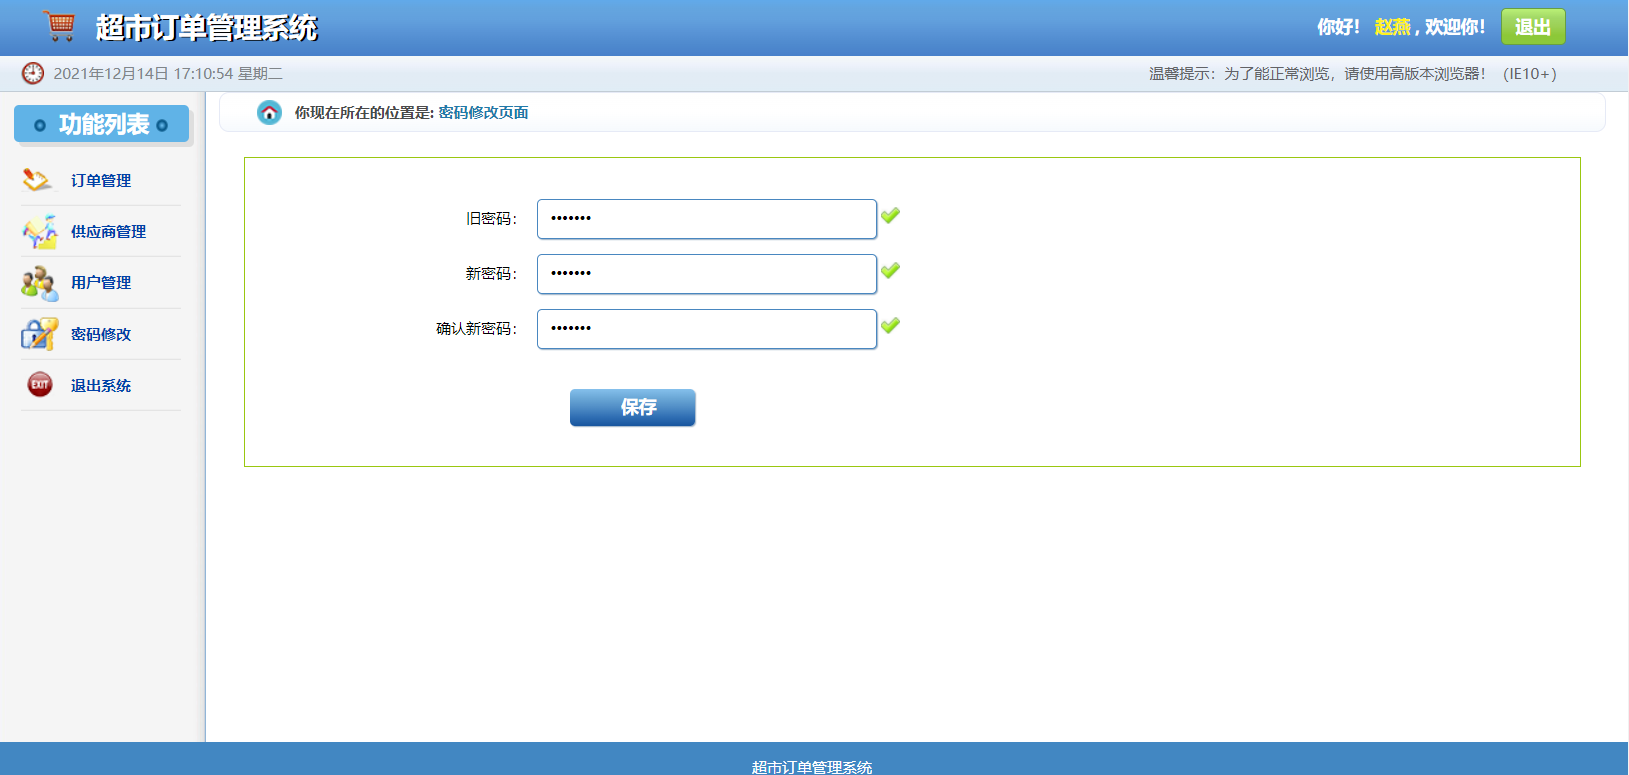 超市订单管理系统
你好！ 赵燕 , 欢迎你!
退出
2021年12月14日 17:10:54 星期二
温馨提示：为了能正常浏览，请使用高版本浏览器！（IE10+）
功能列表
你现在所在的位置是: 密码修改页面
订单管理
供应商管理
用户管理
密码修改
EXIT 退出系统
旧密码： •••••••
新密码： •••••••
确认新密码： •••••••
保存
超市订单管理系统